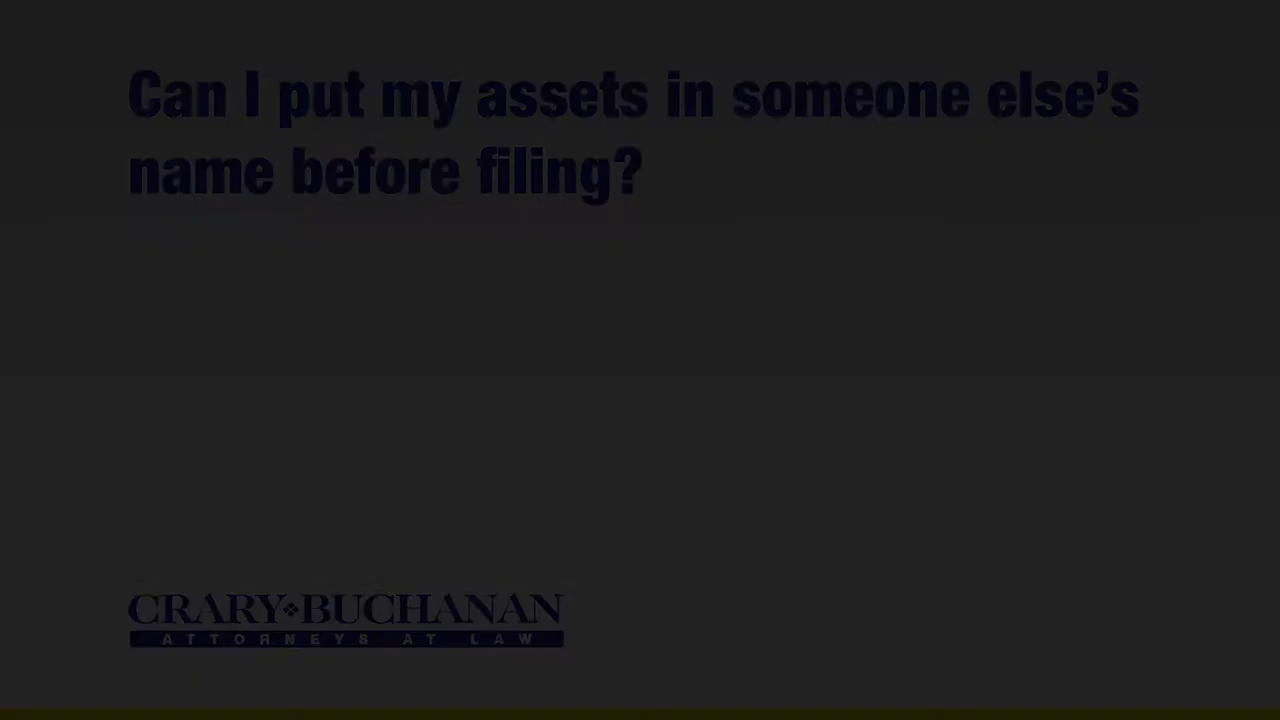 Can I put my assets in someone else’s
name before filing?
CRARY❖BUCHANAN
ATTORNEYS AT LAW